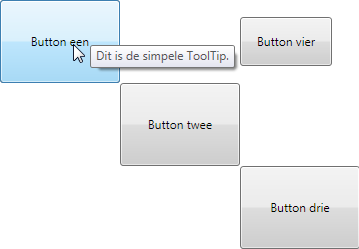 Button een
Button vier
Dit is de simpele ToolTip.
Button twee
Button drie